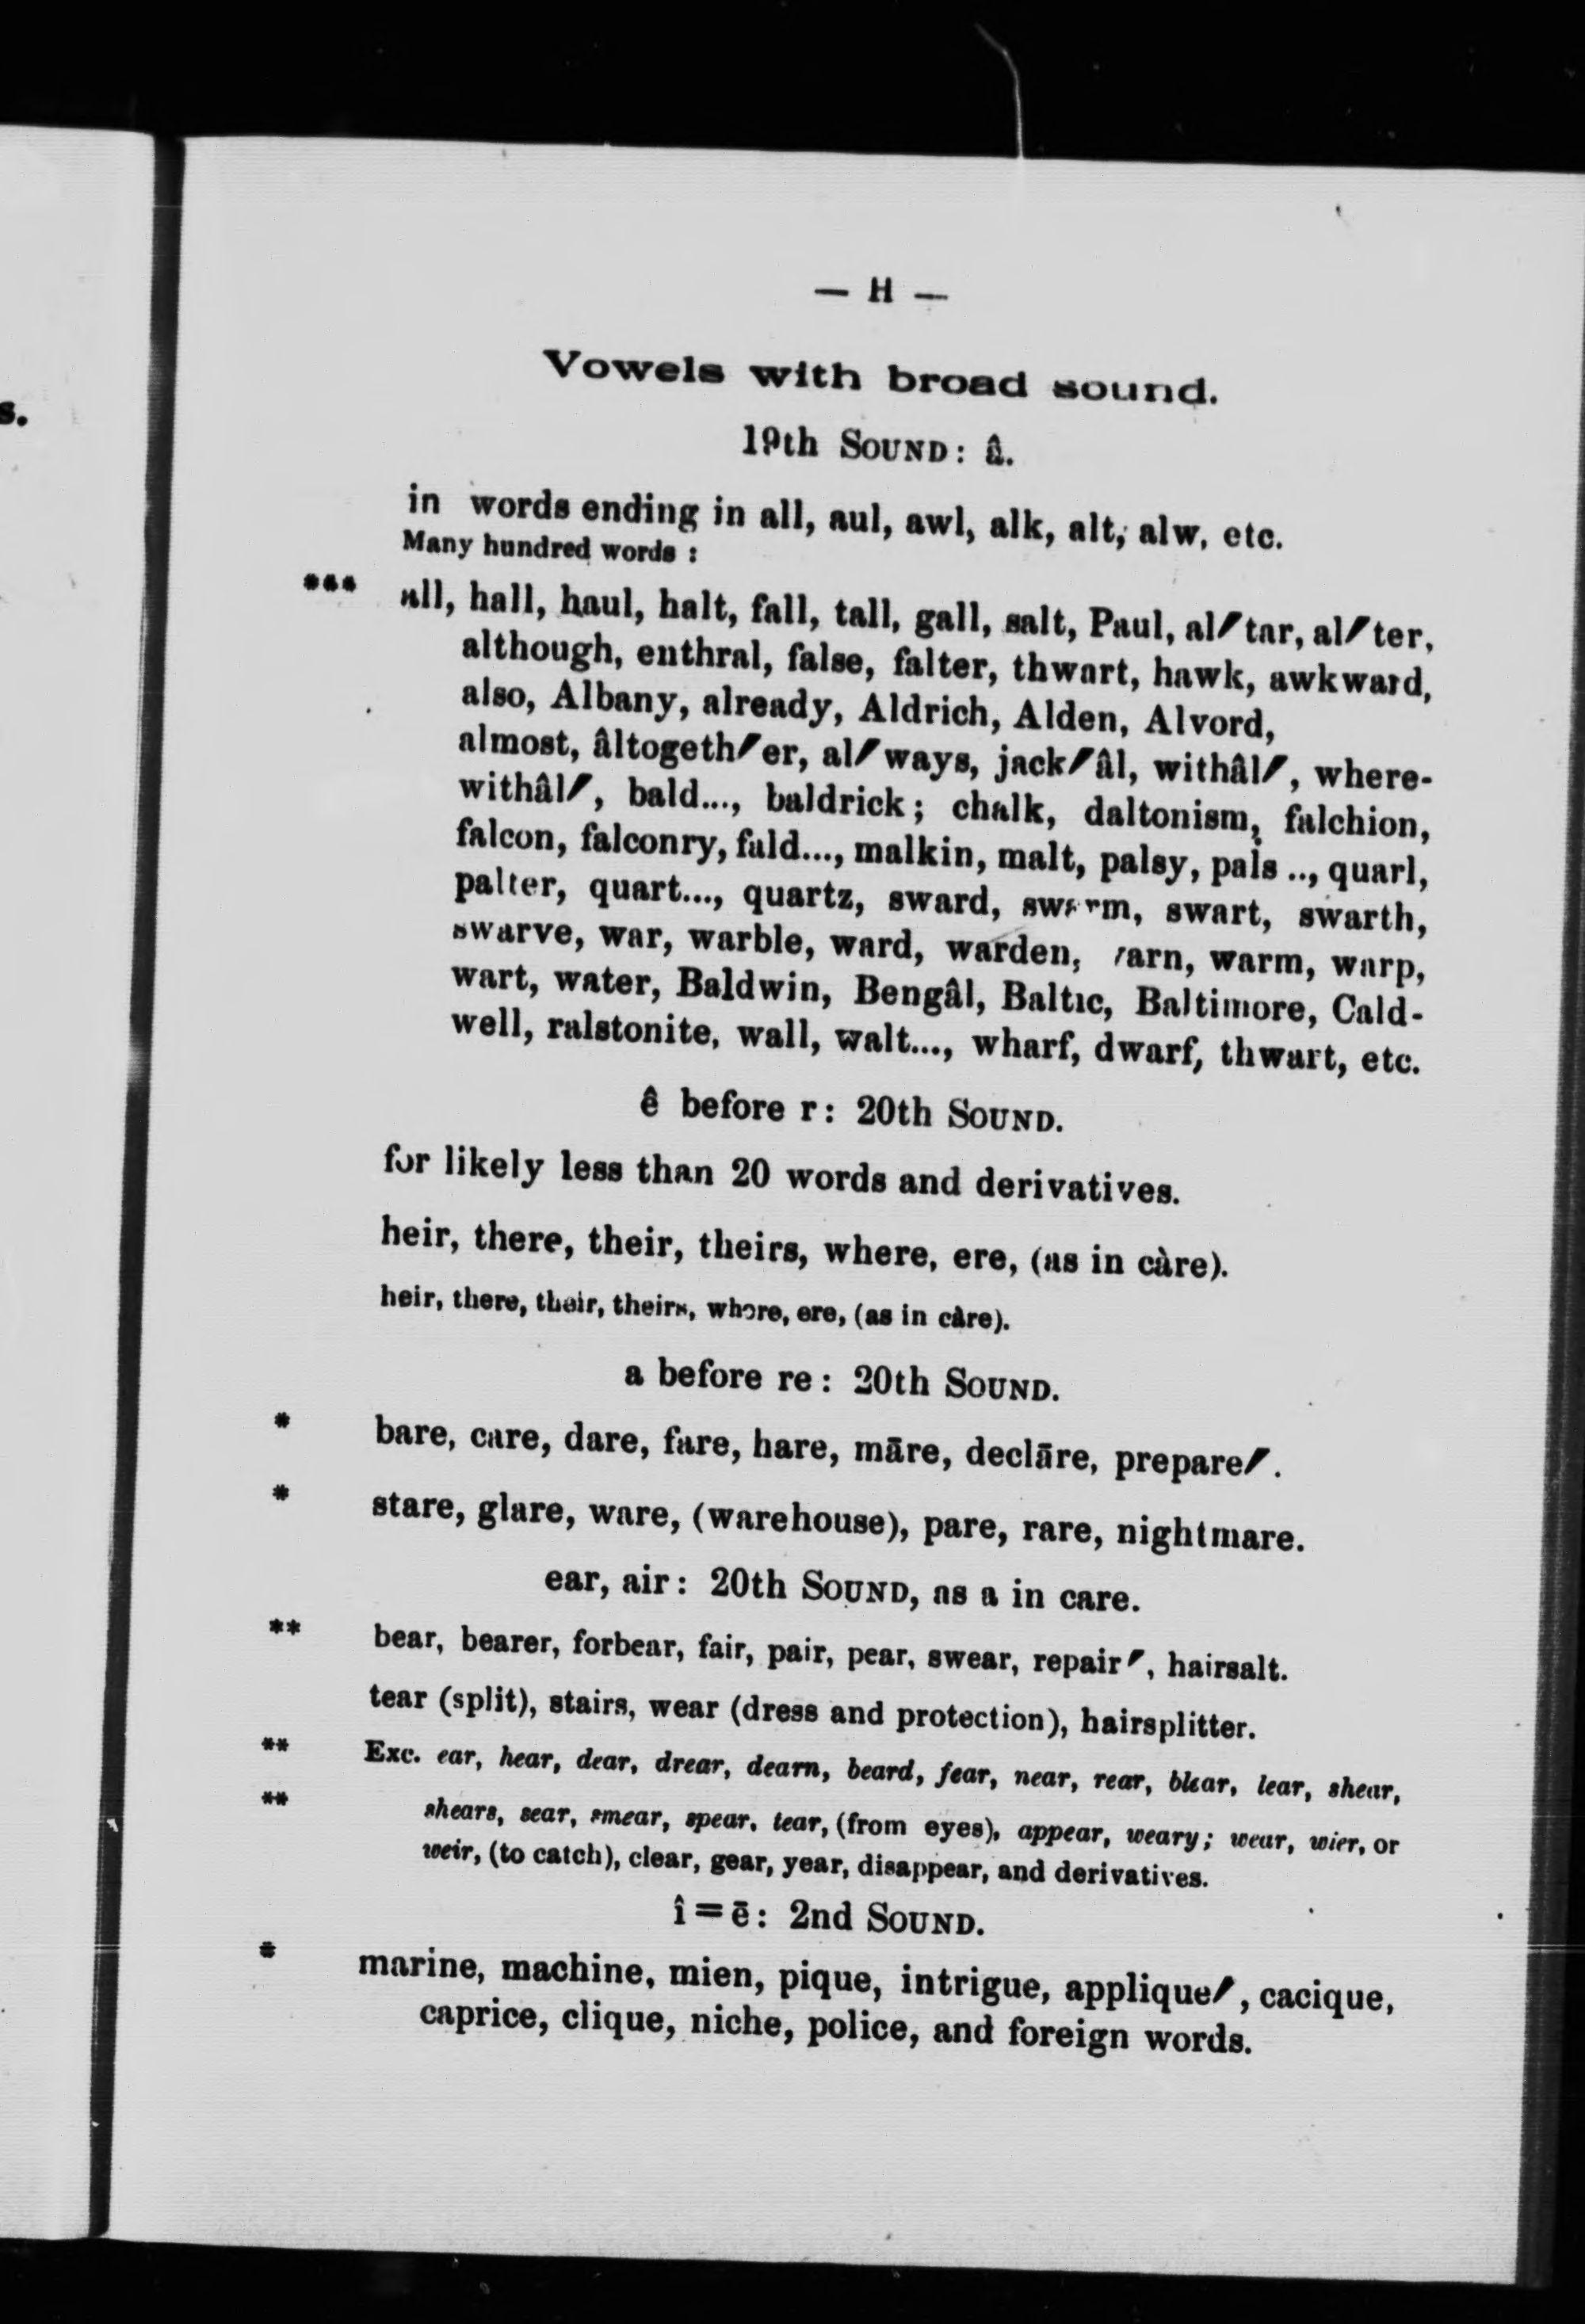 s.
— H —
Vowels with broad sound.
19th SOUND: â.
in words ending in all, aul, awl, alk, alt, alw, etc.
Many hundred words :
*** all, hall, haul, halt, fall, tall, gall, salt, Paul, al′tar, al′ter,
although, enthral, false, falter, thwart, hawk, awkward,
also, Albany, already, Aldrich, Alden, Alvord,
almost, âltogeth′er, al′ways, jack′âl, withâl′, where-
withâl′, bald..., baldrick; chalk, daltonism, falchion,
falcon, falconry, fald..., malkin, malt, palsy, pals .., quarl,
palter, quart..., quartz, sward, swarm, swart, swarth,
swarve, war, warble, ward, warden, arn, warm, warp,
wart, water, Baldwin, Bengâl, Baltic, Baltimore, Cald-
well, ralstonite, wall, walt..., wharf, dwarf, thwart, etc.
ê before r: 20th SOUND.
for likely less than 20 words and derivatives.
heir, there, their, theirs, where, ere, (as in càre).
heir, there, their, theirs, where, ere, (as in câre).
a before re: 20th SOUND.
* bare, care, dare, fare, hare, māre, declāre, prepare′.
* stare, glare, ware, (warehouse), pare, rare, nightmare.
ear, air: 20th SOUND, as a in care.
** bear, bearer, forbear, fair, pair, pear, swear, repair′, hairsalt.
tear (split), stairs, wear (dress and protection), hairsplitter.
** Exc. ear, hear, dear, drear, dearn, beard, fear, near, rear, blear, lear, shear,
** shears, sear, smear, spear, tear, (from eyes), appear, weary; wear, wier, or
weir, (to catch), clear, gear, year, disappear, and derivatives.
î = ē: 2nd SOUND.
* marine, machine, mien, pique, intrigue, applique′, cacique,
caprice, clique, niche, police, and foreign words.